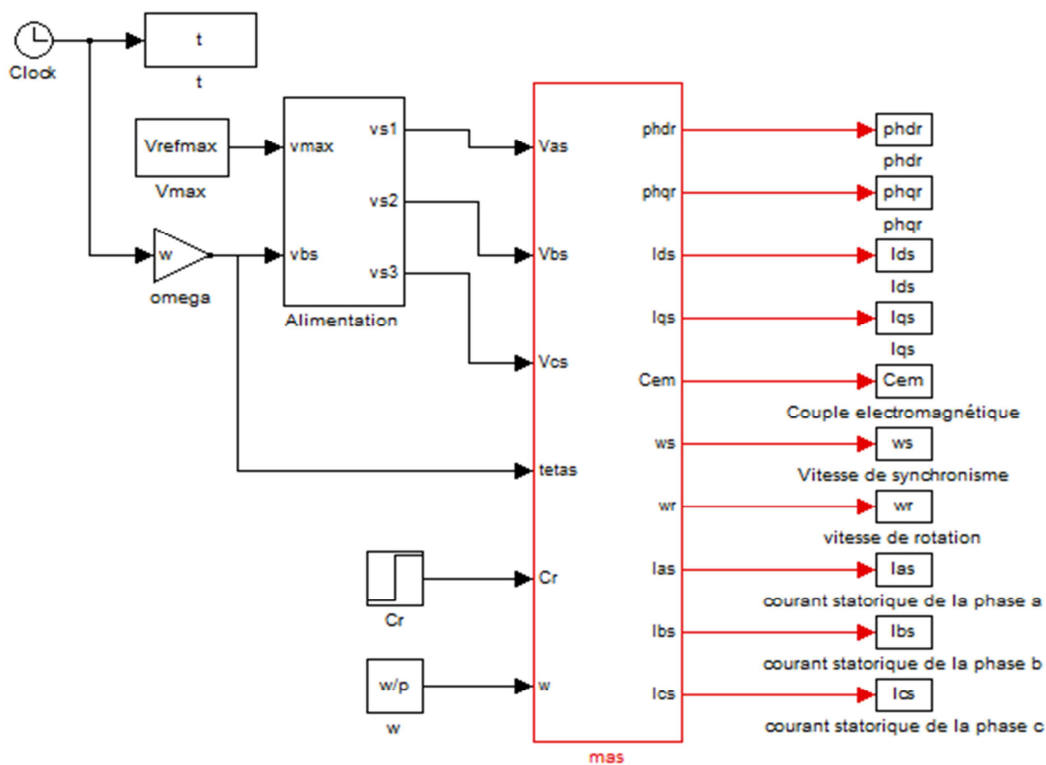 Clock
t
t
Vrefmax
Vmax
w
omega
vmax
vbs
vs1
vs2
vs3
Alimentation
Vas
Vbs
Vcs
tetas
Cr
w
Cr
Cr
w/p
w
phdr
phqr
Ids
Iqs
Cem
ws
wr
Ias
Ibs
Ics
mas
phdr
phdr
phqr
phqr
Ids
Ids
Iqs
Iqs
Cem
Couple electromagnétique
ws
Vitesse de synchronisme
wr
vitesse de rotation
Ias
courant statorique de la phase a
Ibs
courant statorique de la phase b
Ics
courant statorique de la phase c